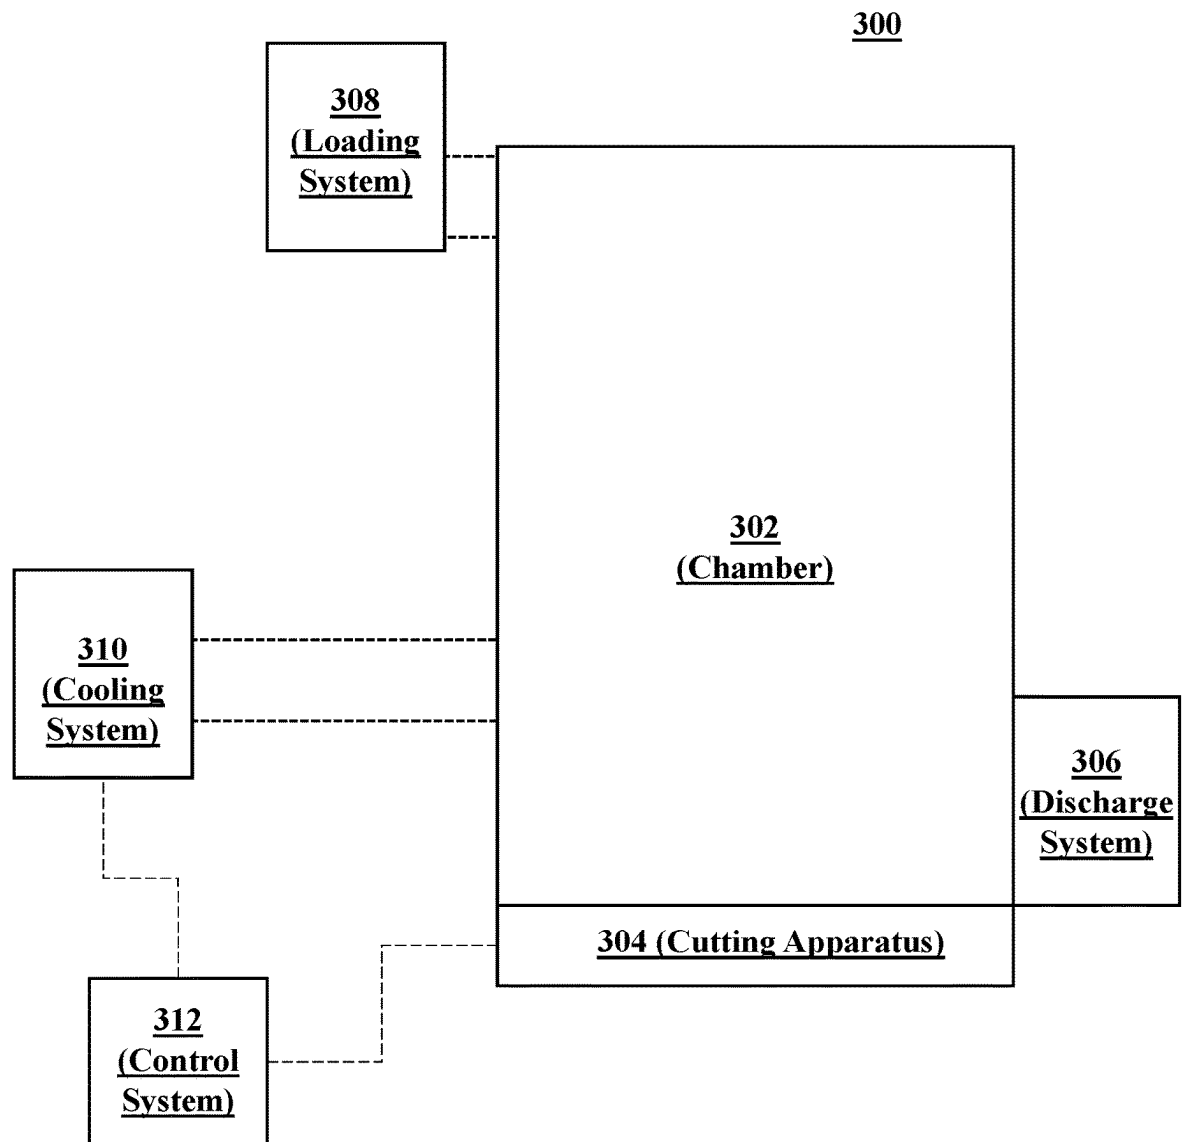 300
308
(Loading
System)
302
(Chamber)
310
(Cooling
System)
306
(Discharge
System)
304 (Cutting Apparatus)
312
(Control
System)